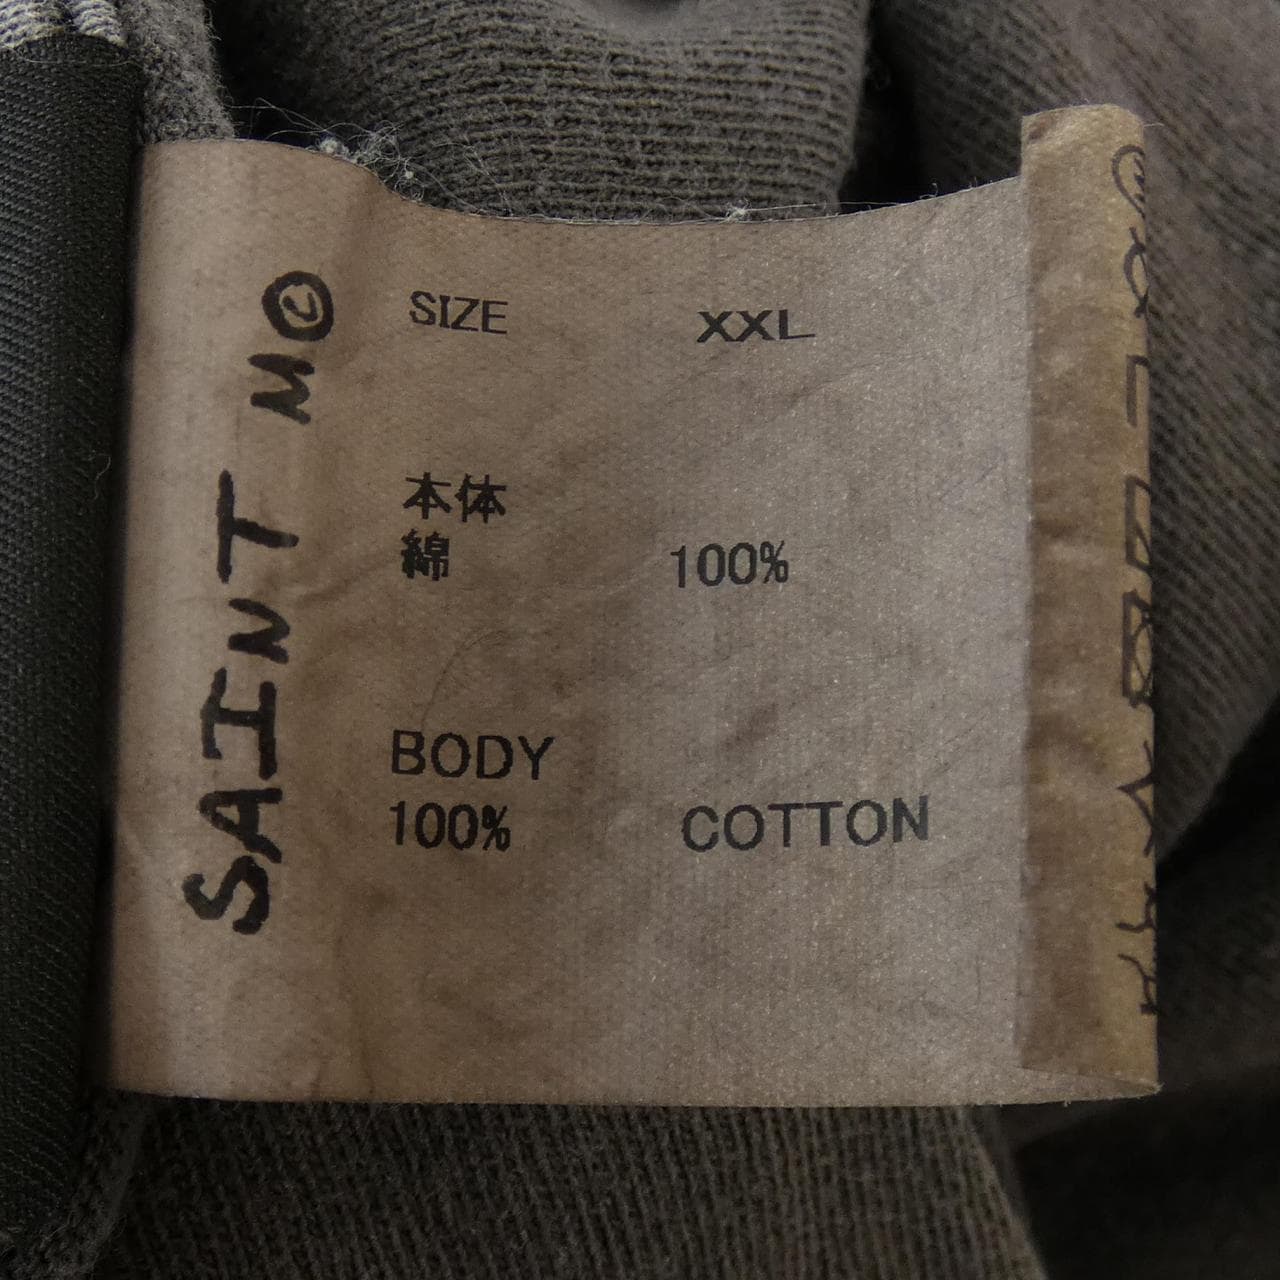 SAINT M©
SIZE XXL
本体
綿 100%
BODY
100% COTTON